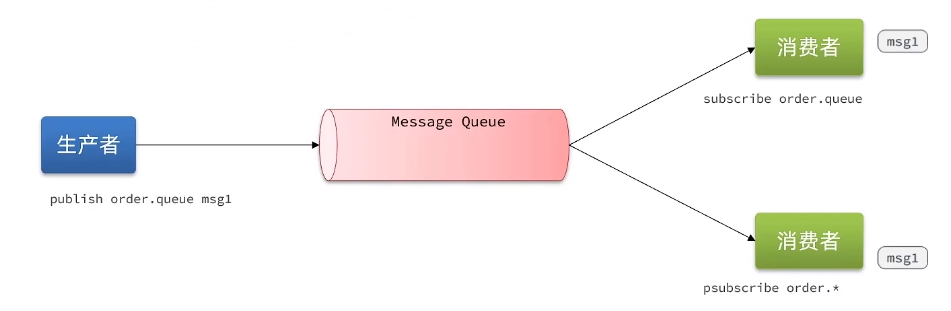 消费者
msg1
subscribe order.queue
Message Queue
生产者
publish order.queue msg1
消费者
msg1
psubscribe order.*